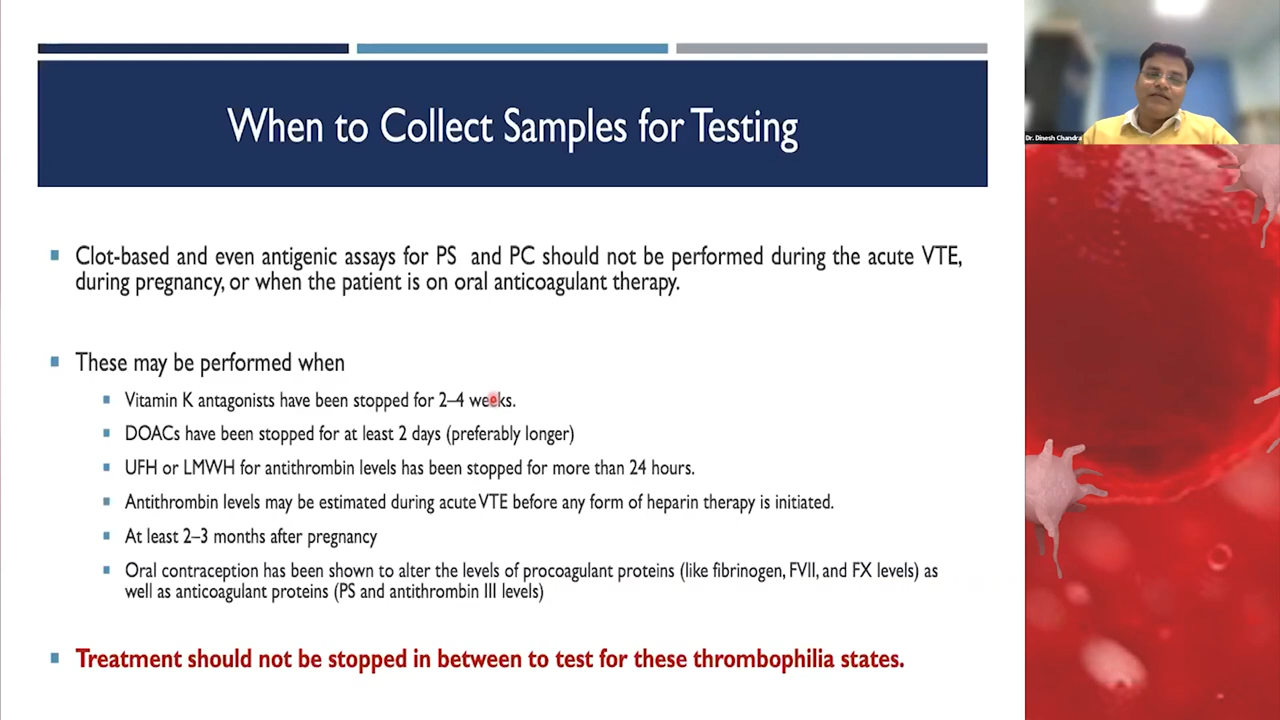 When to Collect Samples for Testing
Dr. Dinesh Chandra
Clot-based and even antigenic assays for PS and PC should not be performed during the acute VTE,
during pregnancy, or when the patient is on oral anticoagulant therapy.
These may be performed when
Vitamin K antagonists have been stopped for 2–4 weeks.
DOACs have been stopped for at least 2 days (preferably longer)
UFH or LMWH for antithrombin levels has been stopped for more than 24 hours.
Antithrombin levels may be estimated during acute VTE before any form of heparin therapy is initiated.
At least 2–3 months after pregnancy
Oral contraception has been shown to alter the levels of procoagulant proteins (like fibrinogen, FVII, and FX levels) as
well as anticoagulant proteins (PS and antithrombin III levels)
Treatment should not be stopped in between to test for these thrombophilia states.